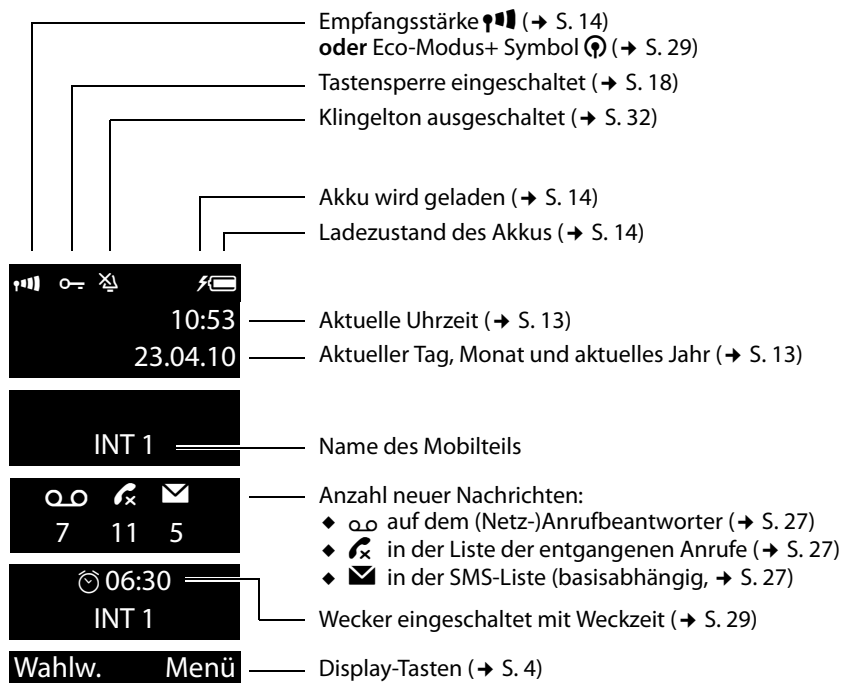 Empfangsstärke (➔ S. 14)
oder Eco-Modus+ Symbol (➔ S. 29)
Tastensperre eingeschaltet (➔ S. 18)
Klingelton ausgeschaltet (➔ S. 32)
Akku wird geladen (➔ S. 14)
Ladezustand des Akkus (➔ S. 14)
10:53
Aktuelle Uhrzeit (➔ S. 13)
23.04.10
Aktueller Tag, Monat und aktuelles Jahr (➔ S. 13)
INT 1
Name des Mobilteils
7 11 5
Anzahl neuer Nachrichten:
◆ auf dem (Netz-)Anrufbeantworter (➔ S. 27)
◆ in der Liste der entgangenen Anrufe (➔ S. 27)
◆ in der SMS-Liste (basisabhängig, ➔ S. 27)
06:30
INT 1
Wecker eingeschaltet mit Weckzeit (➔ S. 29)
Wahlw. Menü
Display-Tasten (➔ S. 4)